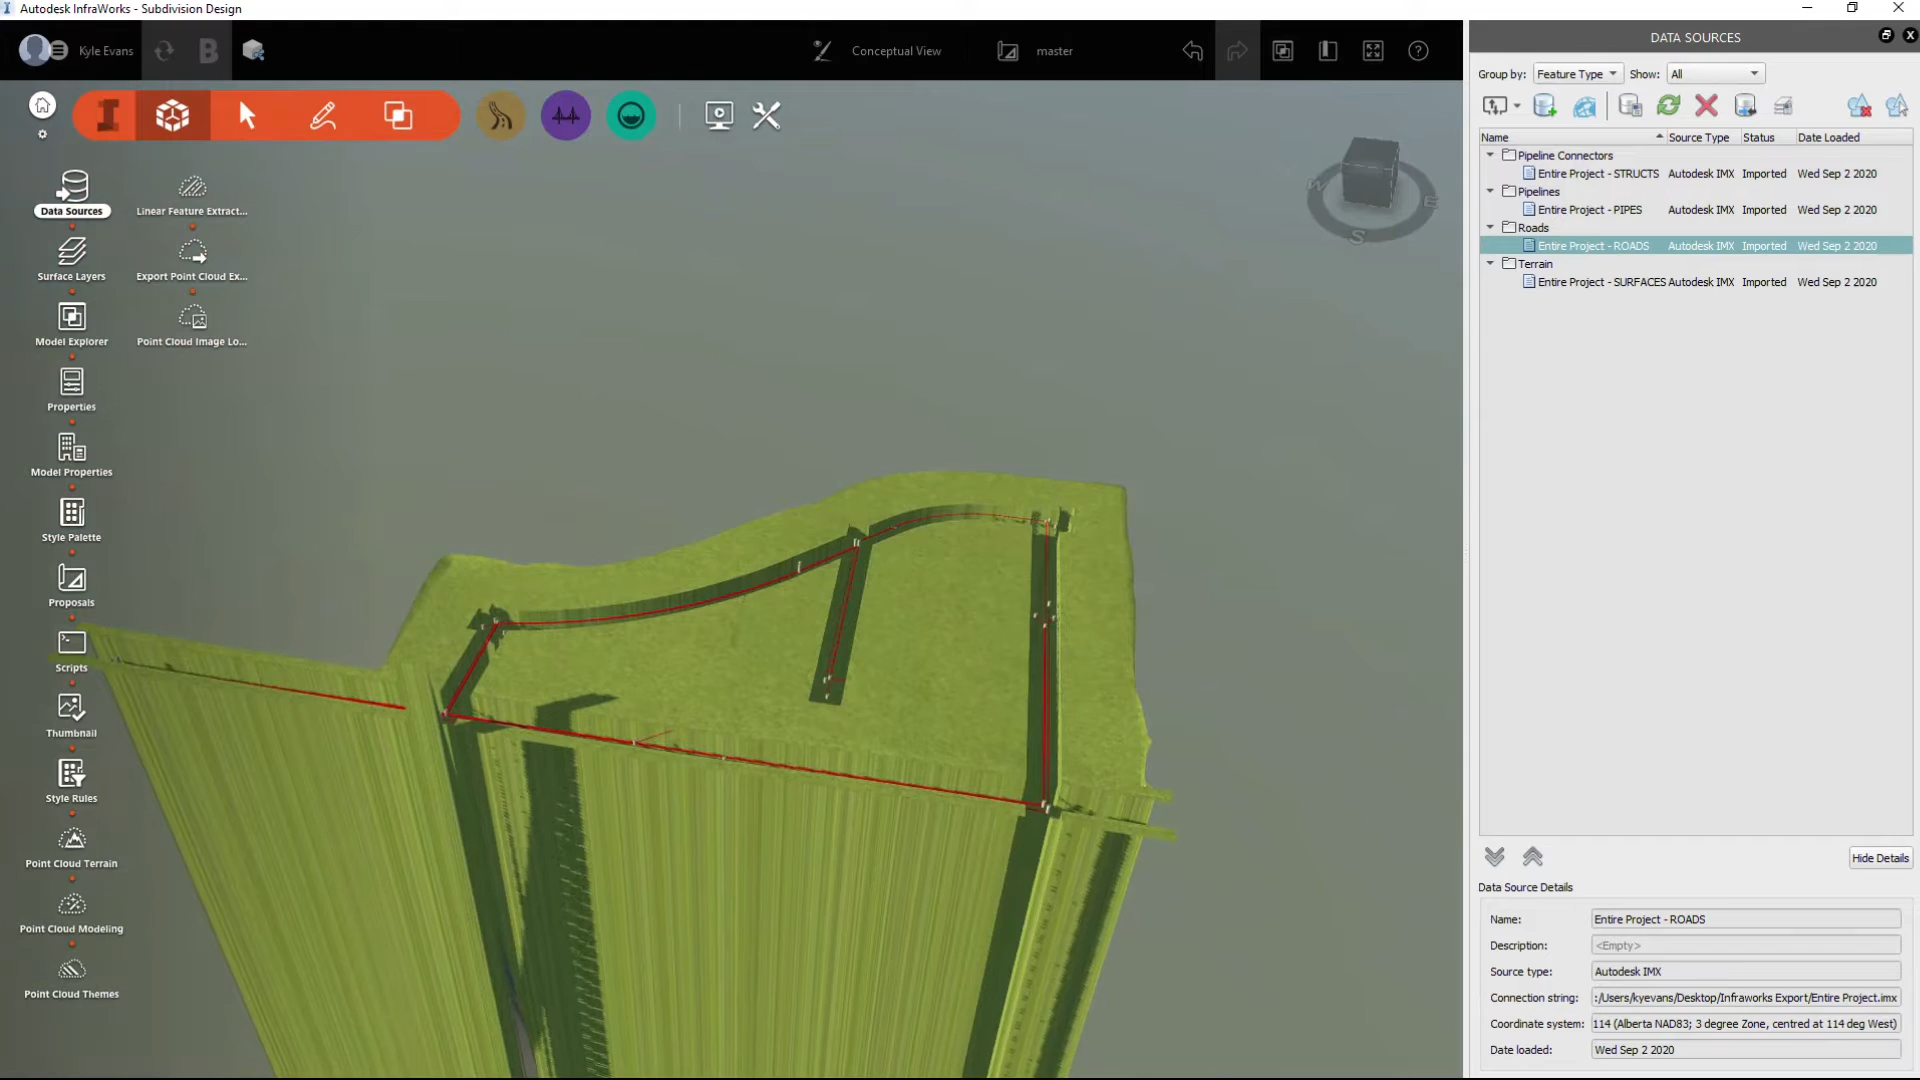 Autodesk InfraWorks - Subdivision Design
Kyle Evans
B
Conceptual View
master
Data Sources
Linear Feature Extract...
Surface Layers
Export Point Cloud Ex...
Model Explorer
Point Cloud Image Lo...
Properties
Model Properties
Style Palette
Proposals
Scripts
Thumbnail
Style Rules
Point Cloud Terrain
Point Cloud Modeling
Point Cloud Themes
W
E
S
DATA SOURCES
Group by: Feature Type Show: All
Name Source Type Status Date Loaded
Pipeline Connectors
Entire Project - STRUCTS Autodesk IMX Imported Wed Sep 2 2020
Pipelines
Entire Project - PIPES Autodesk IMX Imported Wed Sep 2 2020
Roads
Entire Project - ROADS Autodesk IMX Imported Wed Sep 2 2020
Terrain
Entire Project - SURFACES Autodesk IMX Imported Wed Sep 2 2020
Hide Details
Data Source Details
Name: Entire Project - ROADS
Description: <Empty>
Source type: Autodesk IMX
Connection string: :/Users/kyevans/Desktop/Infraworks Export/Entire Project.imx
Coordinate system: 114 (Alberta NAD83; 3 degree Zone, centred at 114 deg West)
Date loaded: Wed Sep 2 2020